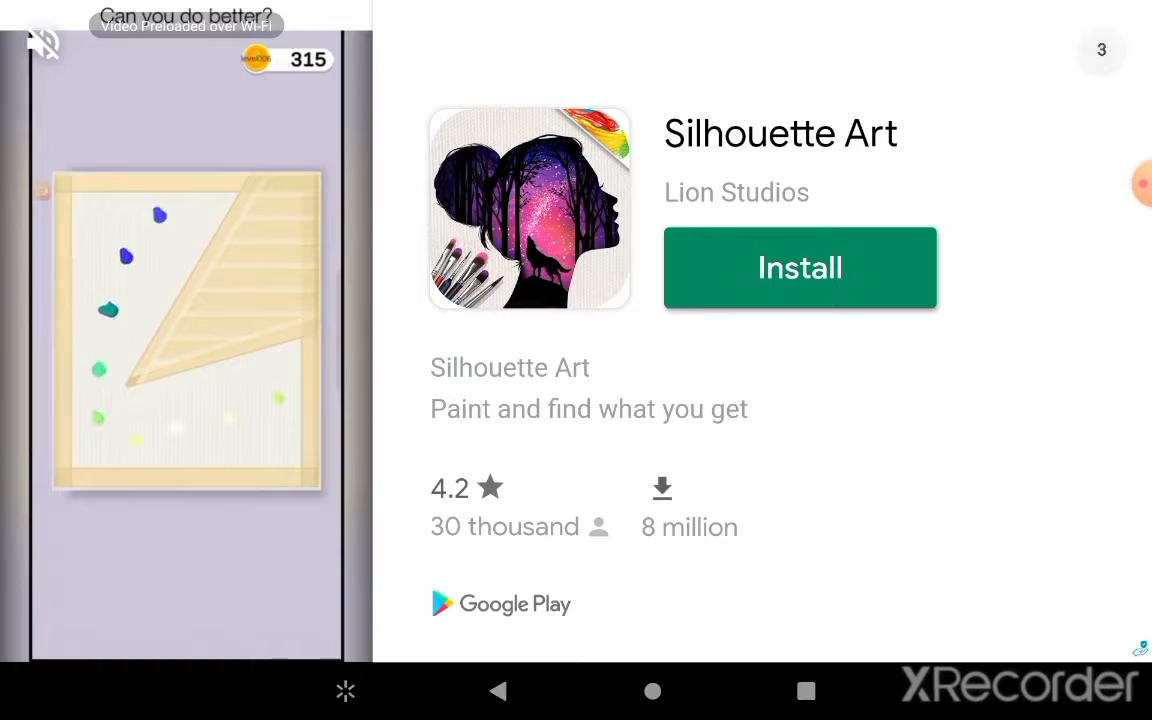 Can you do better?
Video Preloaded over Wi-Fi
level006
315
3
Silhouette Art
Lion Studios
Install
Silhouette Art
Paint and find what you get
4.2
30 thousand
8 million
Google Play
XRecorder